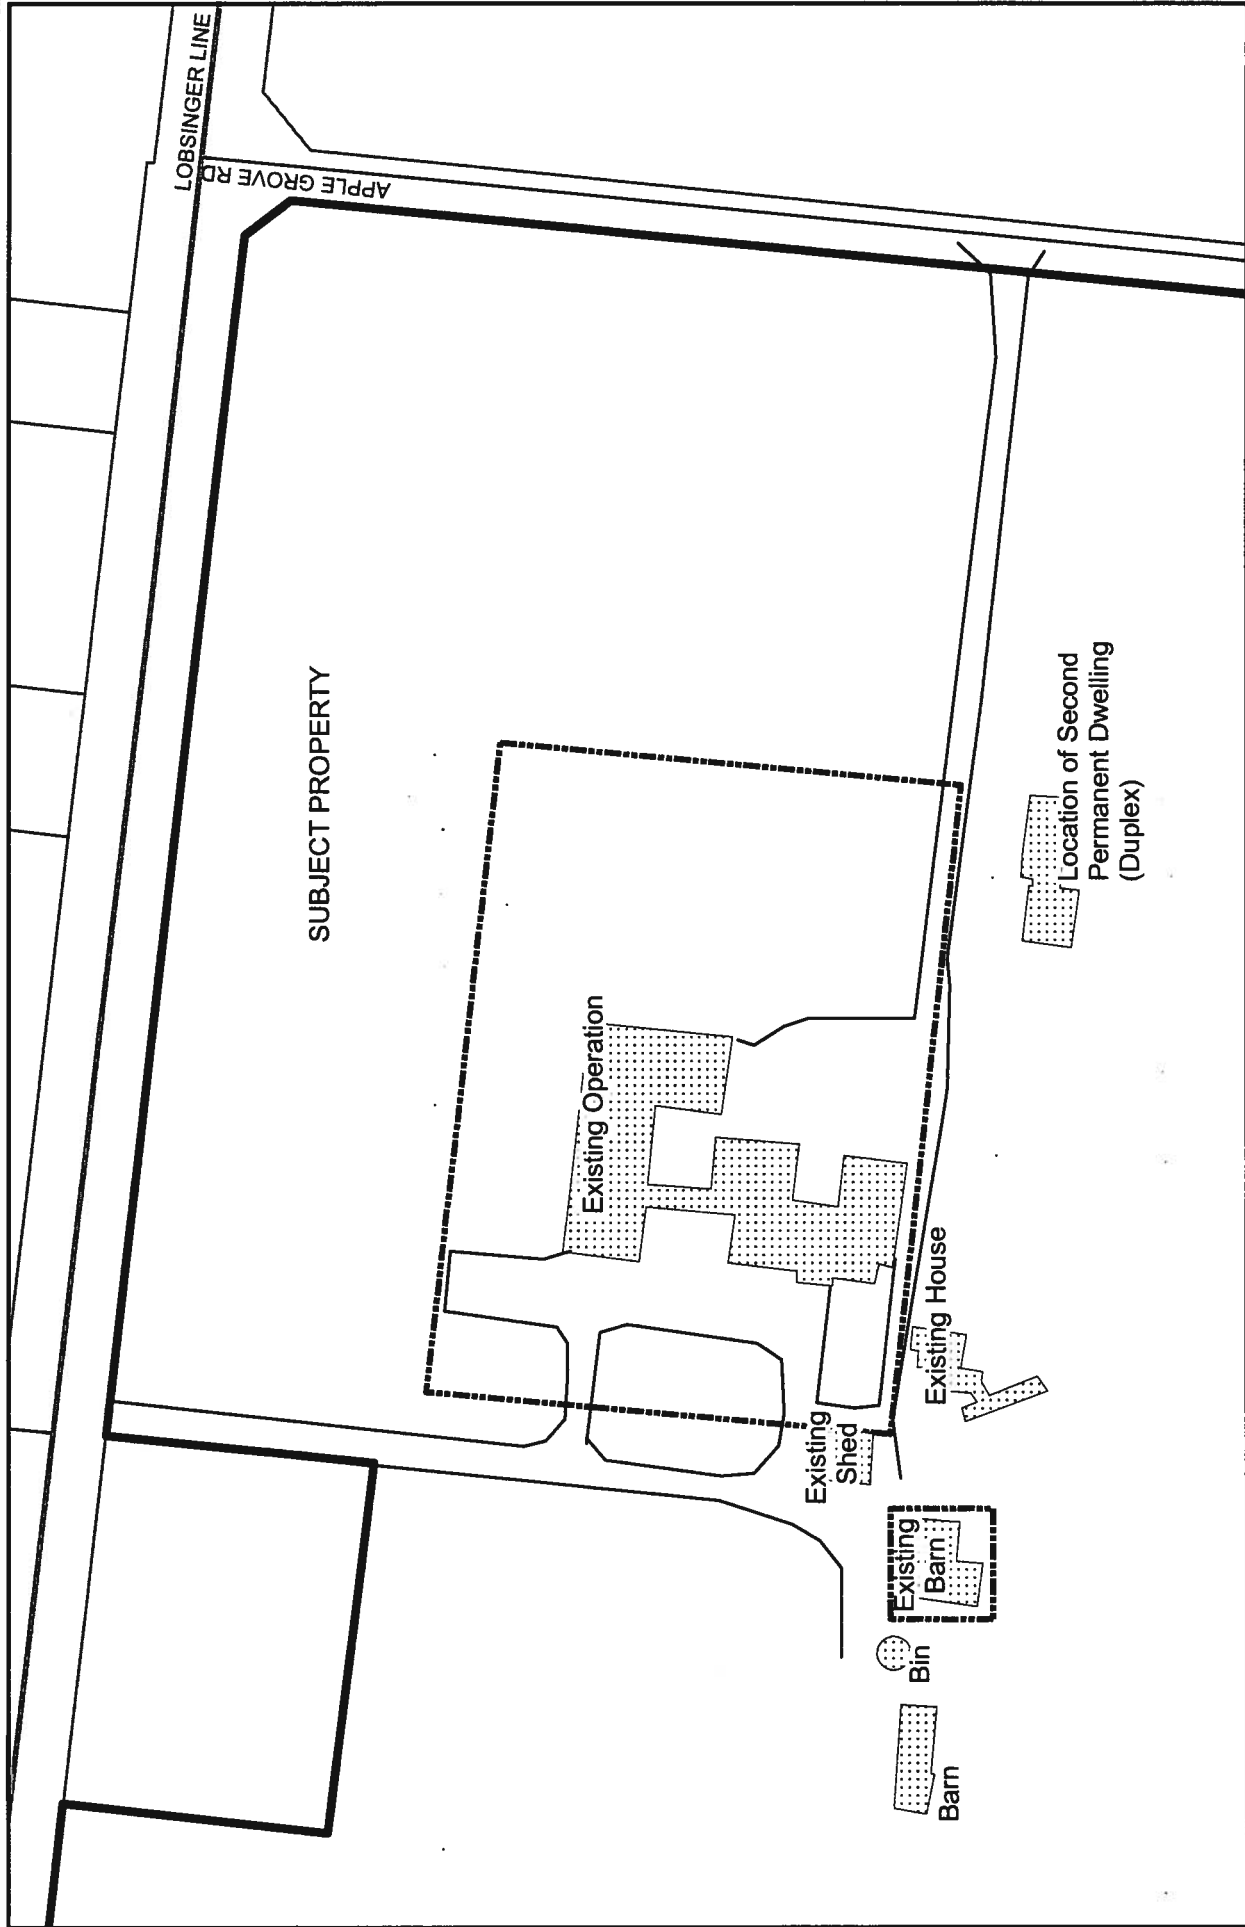 LOBSINGER LINE
APPLE GROVE RD
SUBJECT PROPERTY
Existing Operation
Location of Second
Permanent Dwelling
(Duplex)
Existing House
Existing
Shed
Existing
Barn
Bin
Barn